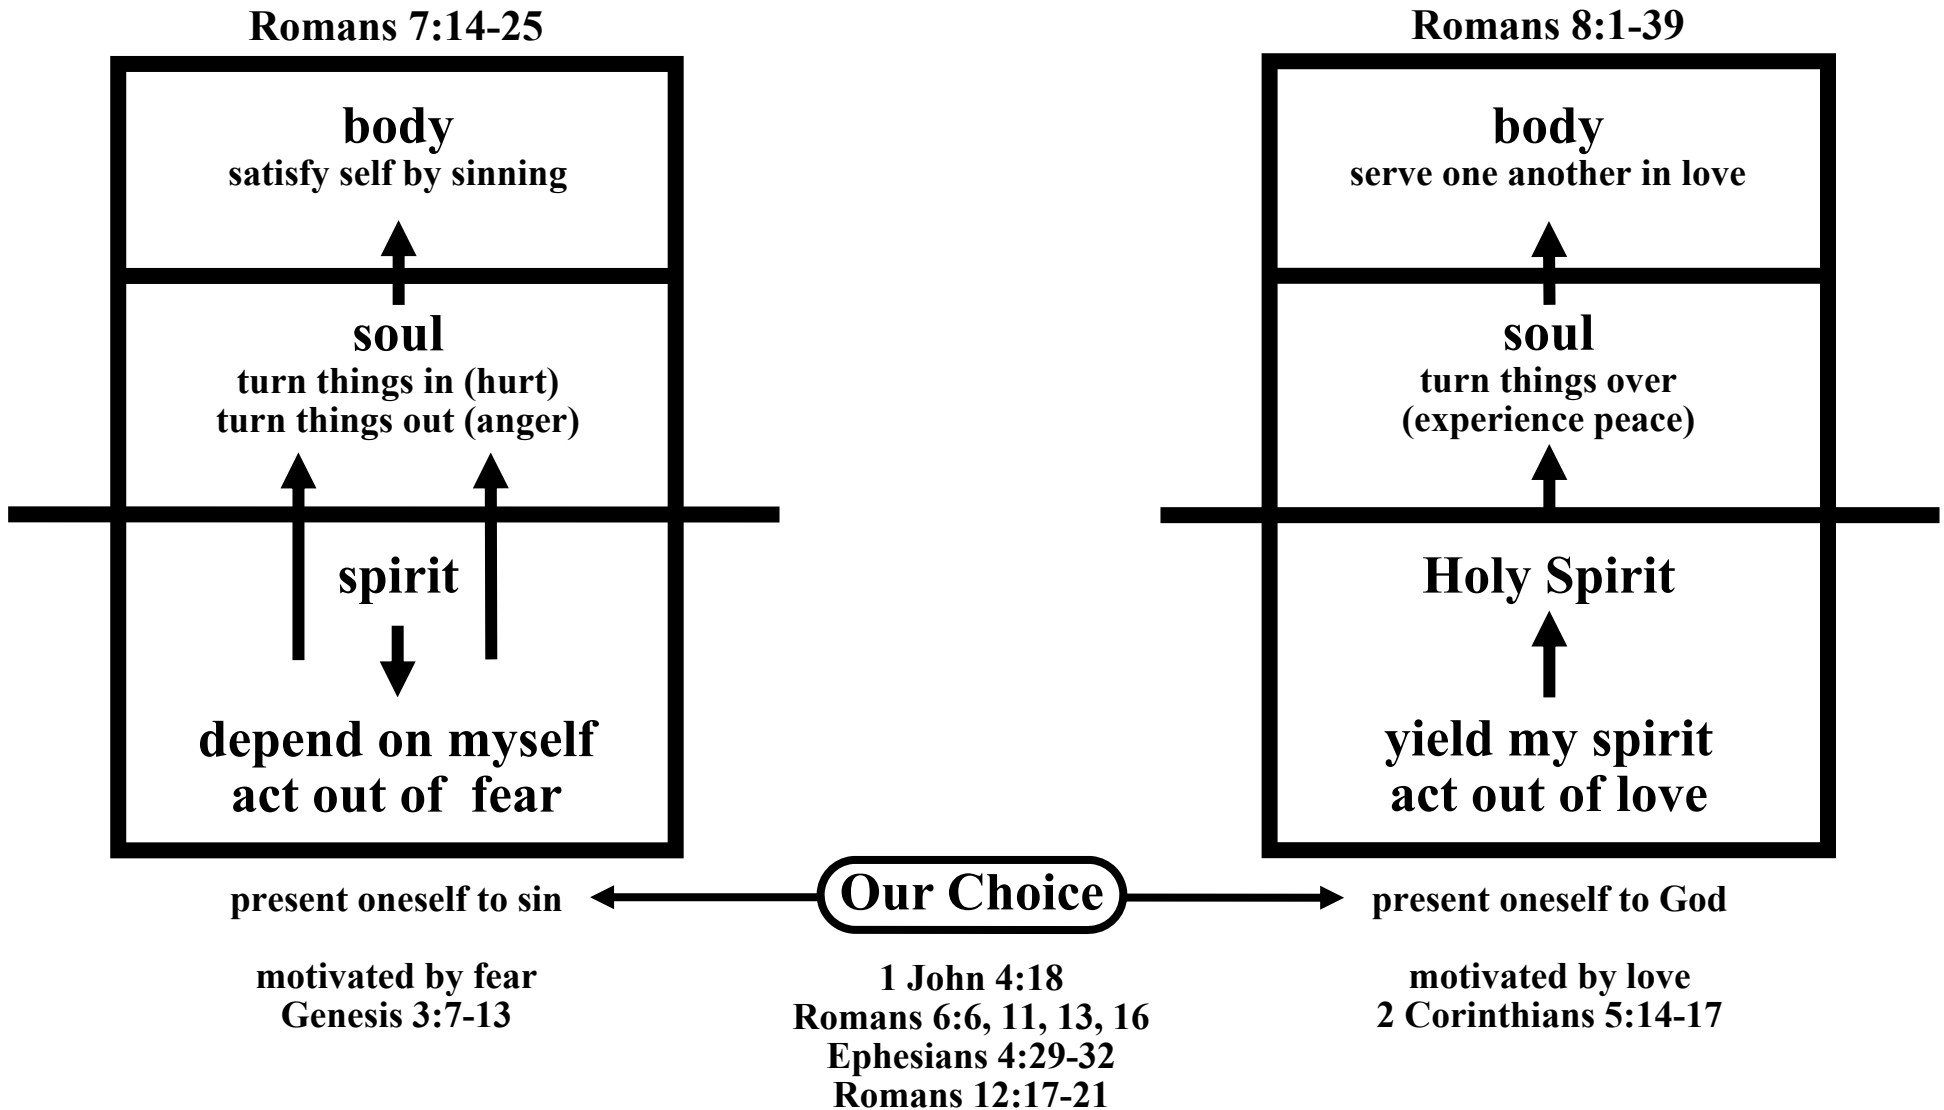 Romans 7:14-25
body
satisfy self by sinning
soul
turn things in (hurt)
turn things out (anger)
spirit
depend on myself
act out of fear
present oneself to sin
motivated by fear
Genesis 3:7-13
Our Choice
1 John 4:18
Romans 6:6, 11, 13, 16
Ephesians 4:29-32
Romans 12:17-21
Romans 8:1-39
body
serve one another in love
soul
turn things over
(experience peace)
Holy Spirit
yield my spirit
act out of love
present oneself to God
motivated by love
2 Corinthians 5:14-17